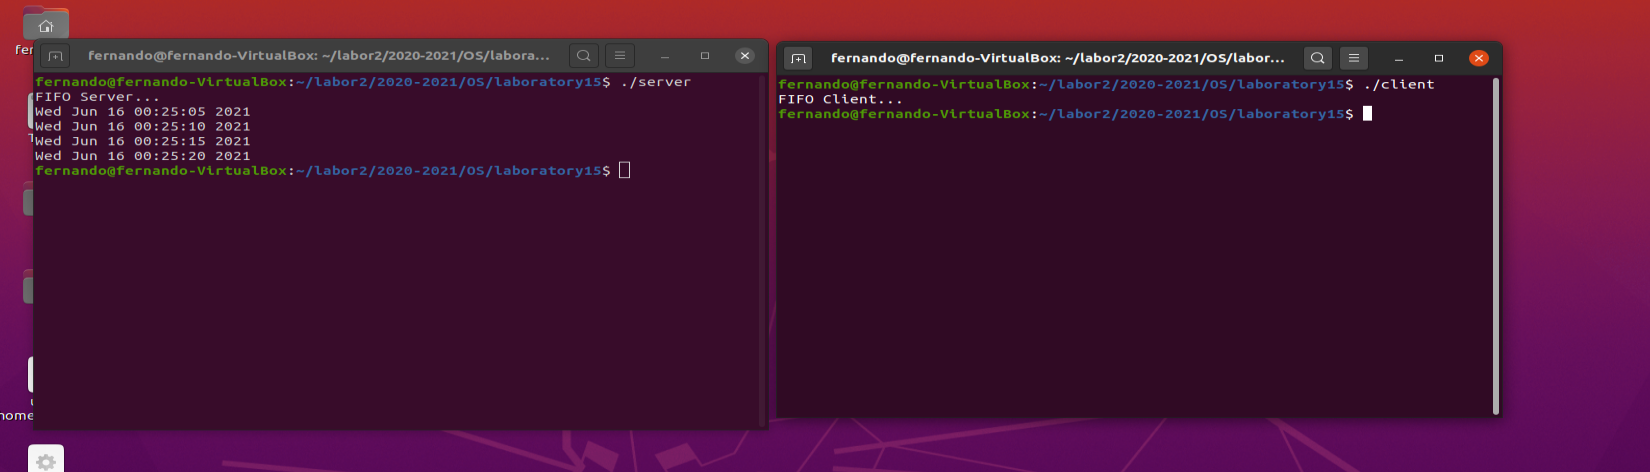 fernando@fernando-VirtualBox: ~/labor2/2020-2021/OS/labora...
fernando@fernando-VirtualBox:~/labor2/2020-2021/OS/laboratory15$ ./server
FIFO Server...
Wed Jun 16 00:25:05 2021
Wed Jun 16 00:25:10 2021
Wed Jun 16 00:25:15 2021
Wed Jun 16 00:25:20 2021
fernando@fernando-VirtualBox:~/labor2/2020-2021/OS/laboratory15$
fernando@fernando-VirtualBox: ~/labor2/2020-2021/OS/labor...
fernando@fernando-VirtualBox:~/labor2/2020-2021/OS/laboratory15$ ./client
FIFO Client...
fernando@fernando-VirtualBox:~/labor2/2020-2021/OS/laboratory15$